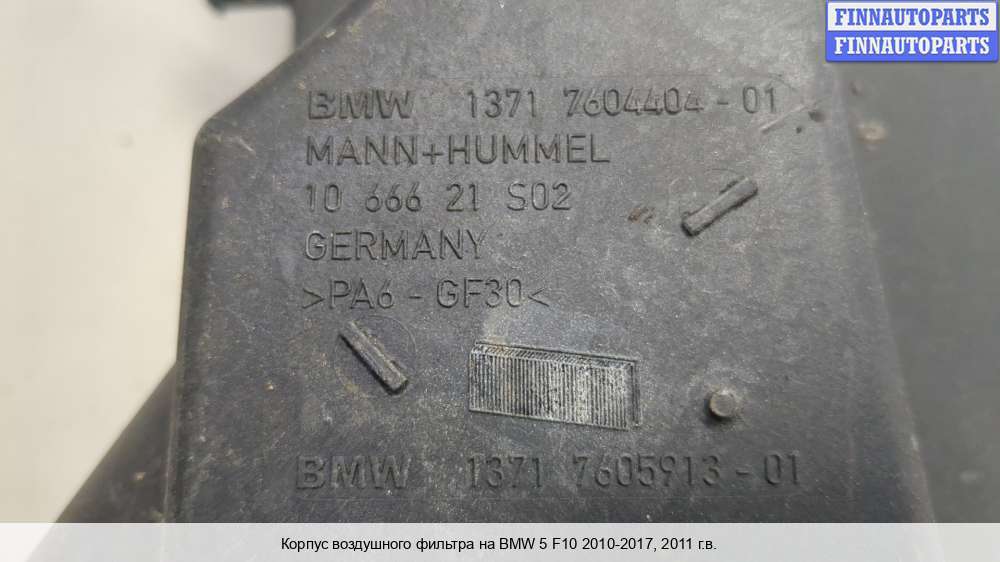 FINNAUTOPARTS
FINNAUTOPARTS
BMW 1371 7604404-01
MANN+HUMMEL
10 666 21 S02
GERMANY
>PA6-GF30<
BMW 1371 7605913-01
Корпус воздушного фильтра на BMW 5 F10 2010-2017, 2011 г.в.